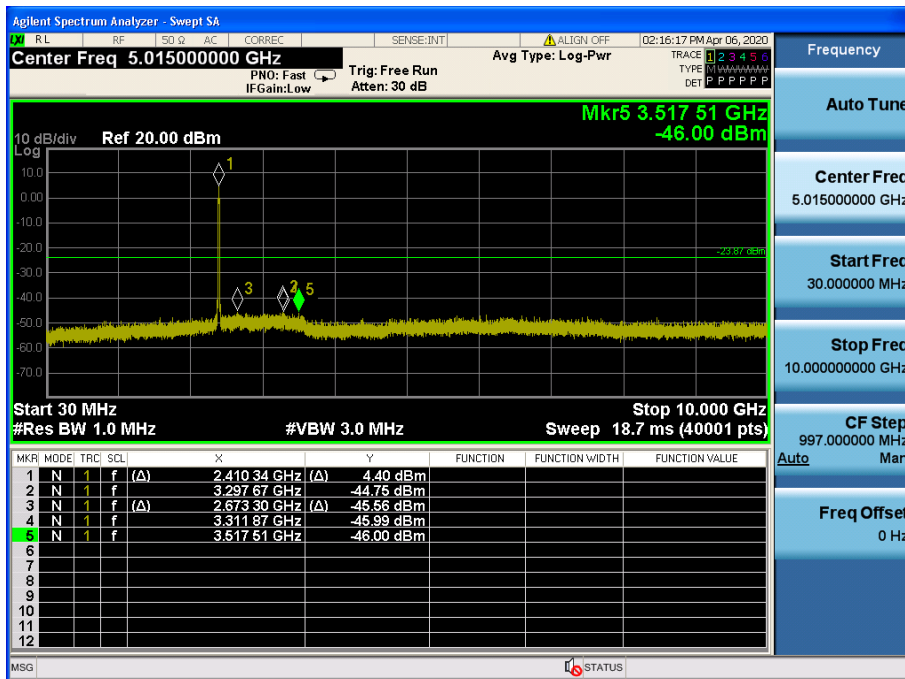 Agilent Spectrum Analyzer - Swept SA
LXI RL RF 50 Ω AC CORREC SENSE:INT ALIGN OFF 02:16:17 PM Apr 06, 2020
Center Freq 5.015000000 GHz
PNO: Fast
IFGain:Low
Trig: Free Run
Atten: 30 dB
Avg Type: Log-Pwr
TRACE 1 2 3 4 5 6
TYPE M WWWWW
DET P P P P P P
Mkr5 3.517 51 GHz
-46.00 dBm
10 dB/div Ref 20.00 dBm
Log
10.0
0.00
-10.0
-20.0
-30.0
-40.0
-50.0
-60.0
-70.0
1
3
2
5
-23.87 dBm
Start 30 MHz Stop 10.000 GHz
#Res BW 1.0 MHz #VBW 3.0 MHz Sweep 18.7 ms (40001 pts)
MKR MODE TRC SCL X Y FUNCTION FUNCTION WIDTH FUNCTION VALUE
1 N 1 f (Δ) 2.410 34 GHz (Δ) 4.40 dBm
2 N 1 f 3.297 67 GHz -44.75 dBm
3 N 1 f (Δ) 2.673 30 GHz (Δ) -45.56 dBm
4 N 1 f 3.311 87 GHz -45.99 dBm
5 N 1 f 3.517 51 GHz -46.00 dBm
6
7
8
9
10
11
12
MSG STATUS
Frequency
Auto Tune
Center Freq
5.015000000 GHz
Start Freq
30.000000 MHz
Stop Freq
10.000000000 GHz
CF Step
997.000000 MHz
Auto Man
Freq Offset
0 Hz